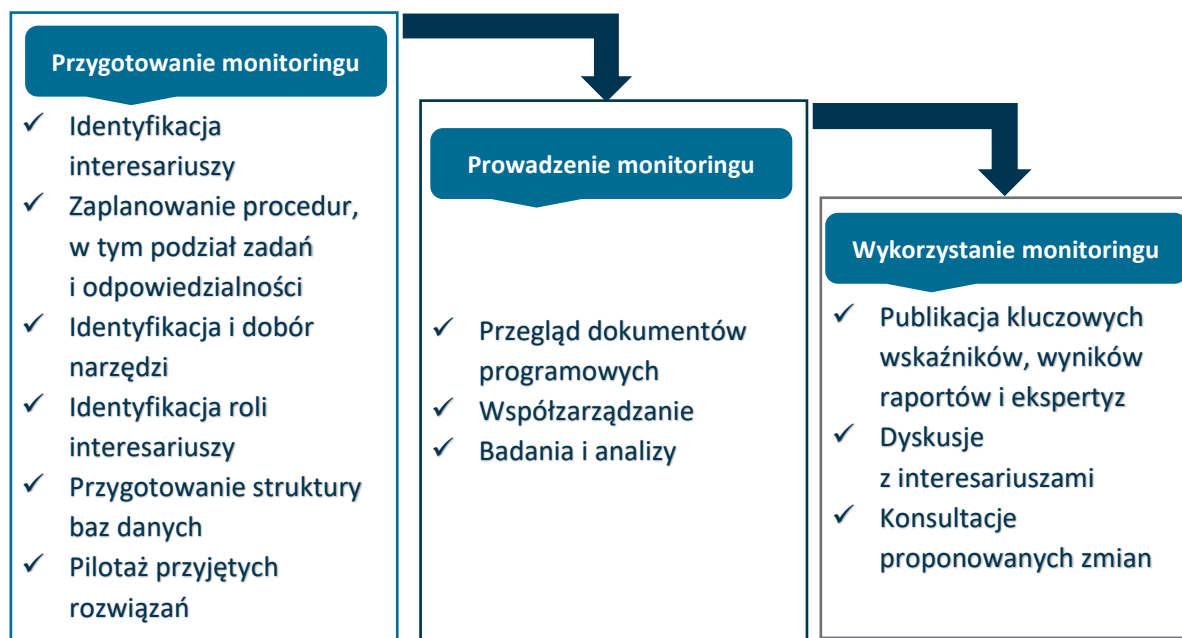 Przygotowanie monitoringu
✓ Identyfikacja
interesariuszy
✓ Zaplanowanie procedur,
w tym podział zadań
i odpowiedzialności
✓ Identyfikacja i dobór
narzędzi
✓ Identyfikacja roli
interesariuszy
✓ Przygotowanie struktury
baz danych
✓ Pilotaż przyjętych
rozwiązań
Prowadzenie monitoringu
✓ Przegląd dokumentów
programowych
✓ Współzarządzanie
✓ Badania i analizy
Wykorzystanie monitoringu
✓ Publikacja kluczowych
wskaźników, wyników
raportów i ekspertyz
✓ Dyskusje
z interesariuszami
✓ Konsultacje
proponowanych zmian